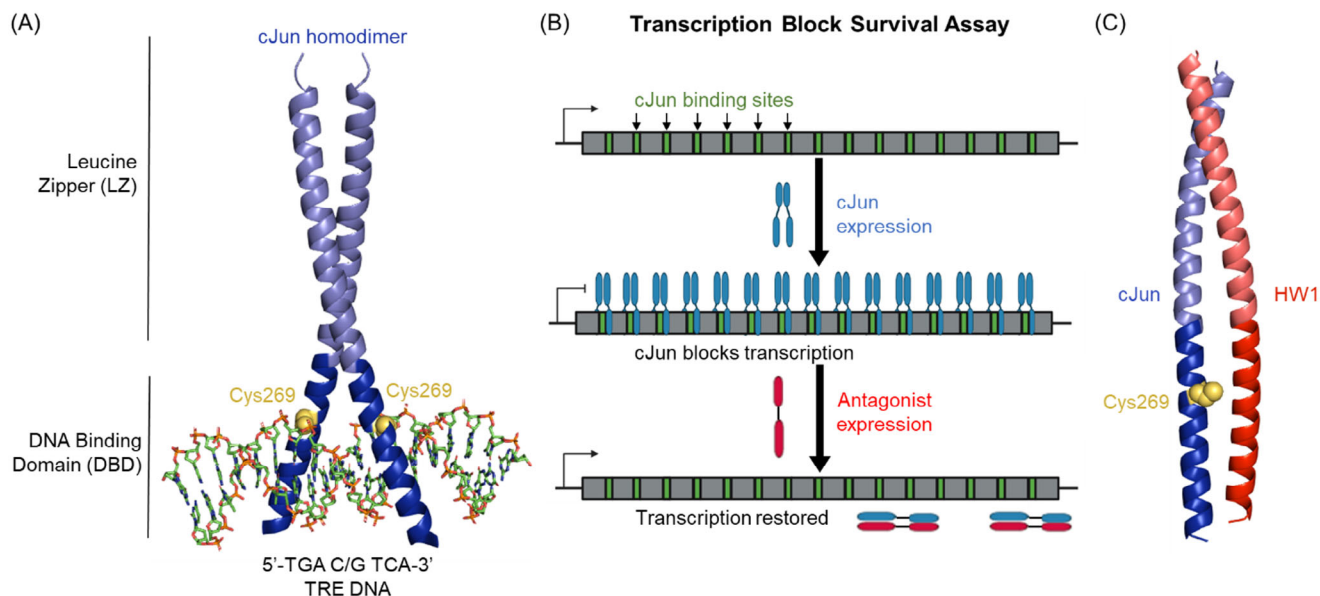 (A)
cJun homodimer
Leucine
Zipper (LZ)
Cys269
Cys269
DNA Binding
Domain (DBD)
5'-TGA C/G TCA-3'
TRE DNA
(B)
Transcription Block Survival Assay
cJun binding sites
cJun
expression
cJun blocks transcription
Antagonist
expression
Transcription restored
(C)
cJun
HW1
Cys269